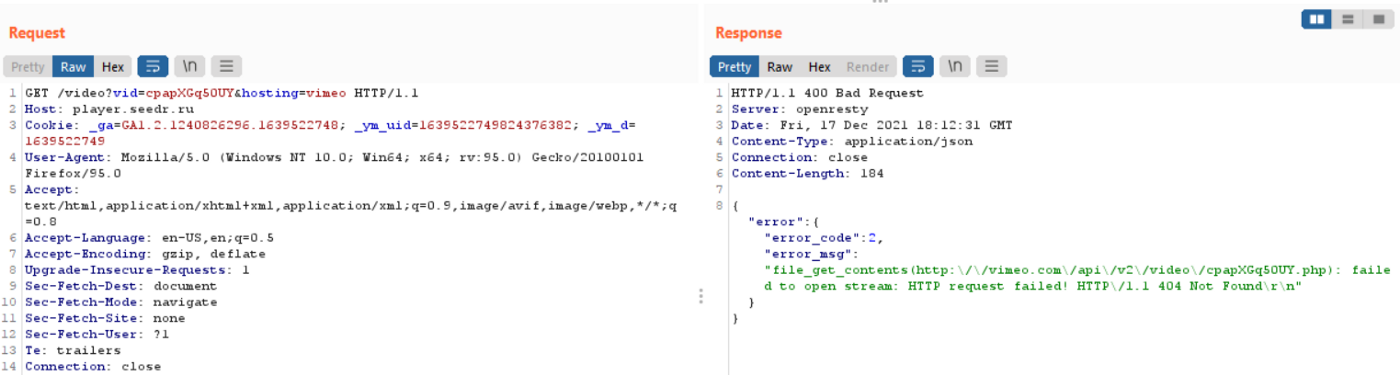 Request
Pretty Raw Hex \n
1 GET /video?vid=cpapXGq50UY&hosting=vimeo HTTP/1.1
2 Host: player.seedr.ru
3 Cookie: _ga=GA1.2.1240826296.1639522748; _ym_uid=1639522749824376382; _ym_d=
1639522749
4 User-Agent: Mozilla/5.0 (Windows NT 10.0; Win64; x64; rv:95.0) Gecko/20100101
Firefox/95.0
5 Accept:
text/html,application/xhtml+xml,application/xml;q=0.9,image/avif,image/webp,*/*;q
=0.8
6 Accept-Language: en-US,en;q=0.5
7 Accept-Encoding: gzip, deflate
8 Upgrade-Insecure-Requests: 1
9 Sec-Fetch-Dest: document
10 Sec-Fetch-Mode: navigate
11 Sec-Fetch-Site: none
12 Sec-Fetch-User: ?1
13 Te: trailers
14 Connection: close
Response
Pretty Raw Hex Render \n
1 HTTP/1.1 400 Bad Request
2 Server: openresty
3 Date: Fri, 17 Dec 2021 18:12:31 GMT
4 Content-Type: application/json
5 Connection: close
6 Content-Length: 184
7
8 {
"error":{
"error_code":2,
"error_msg":
"file_get_contents(http:\/\/vimeo.com\/api\/v2\/video\/cpapXGq50UY.php): faile
d to open stream: HTTP request failed! HTTP\/1.1 404 Not Found\r\n"
}
}